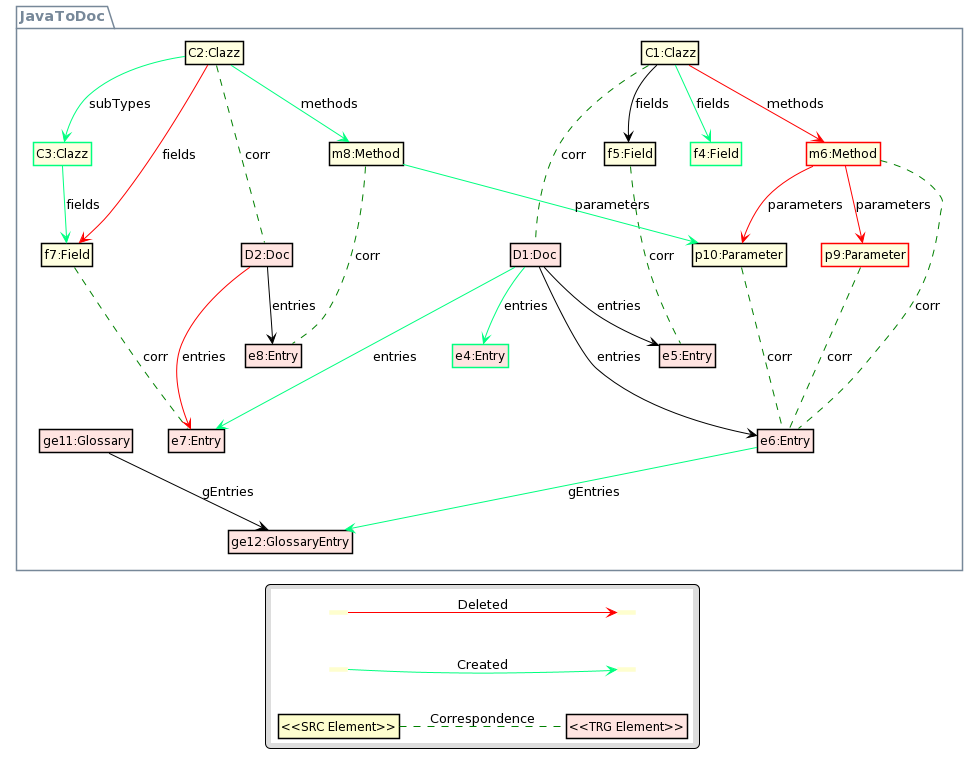 JavaToDoc
C2:Clazz
C1:Clazz
subTypes
methods
fields
fields
methods
C3:Clazz
fields
corr
m8:Method
corr
f5:Field
f4:Field
m6:Method
fields
parameters
parameters
parameters
f7:Field
D2:Doc
corr
D1:Doc
corr
p10:Parameter
p9:Parameter
entries
entries
entries
corr
e8:Entry
e4:Entry
e5:Entry
corr
entries
entries
entries
corr
corr
ge11:Glossary
e7:Entry
e6:Entry
gEntries
gEntries
ge12:GlossaryEntry
Deleted
Created
<<SRC Element>>
Correspondence
<<TRG Element>>